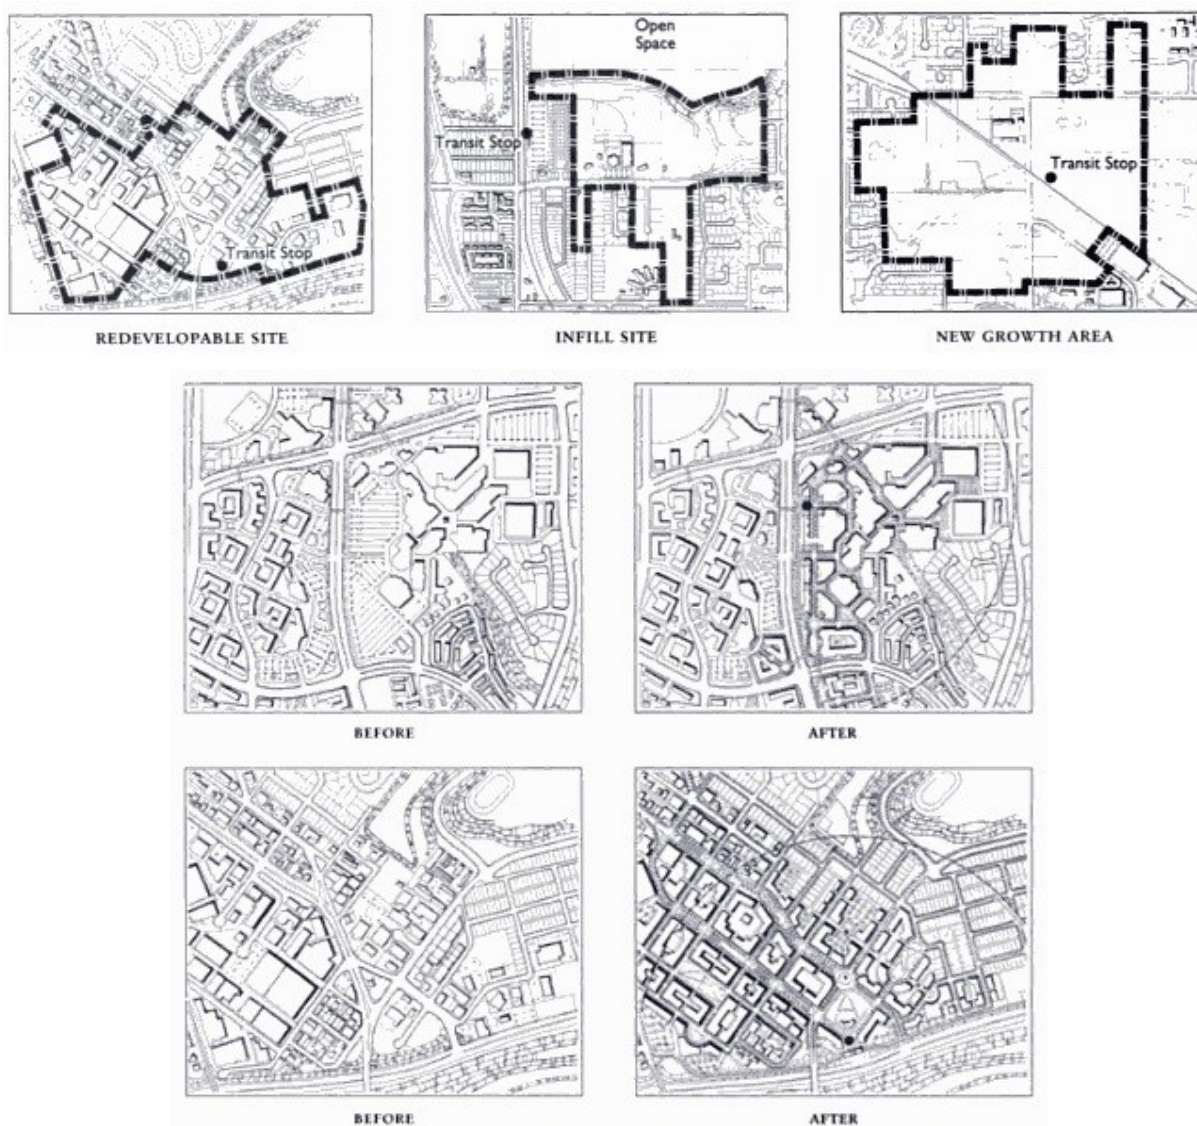 Open
Space
Transit Stop
Transit Stop
Transit Stop
REDEVELOPABLE SITE
INFILL SITE
NEW GROWTH AREA
BEFORE
AFTER
BEFORE
AFTER